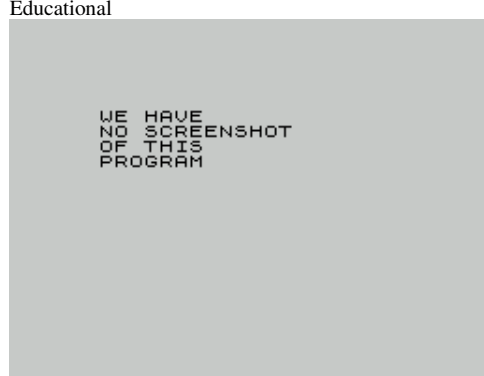 Educational
WE HAVE
NO SCREENSHOT
OF THIS
PROGRAM